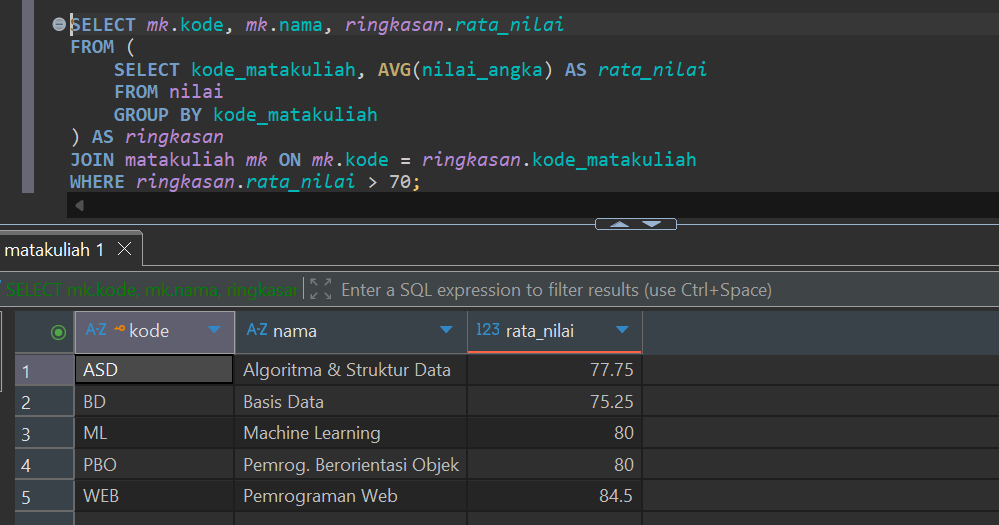 SELECT mk.kode, mk.nama, ringkasan.rata_nilai
FROM (
SELECT kode_matakuliah, AVG(nilai_angka) AS rata_nilai
FROM nilai
GROUP BY kode_matakuliah
) AS ringkasan
JOIN matakuliah mk ON mk.kode = ringkasan.kode_matakuliah
WHERE ringkasan.rata_nilai > 70;
matakuliah 1
SELECT mk.kode, mk.nama, ringkasan Enter a SQL expression to filter results (use Ctrl+Space)
A-Z kode A-Z nama 123 rata_nilai
1 ASD Algoritma & Struktur Data 77.75
2 BD Basis Data 75.25
3 ML Machine Learning 80
4 PBO Pemrog. Berorientasi Objek 80
5 WEB Pemrograman Web 84.5